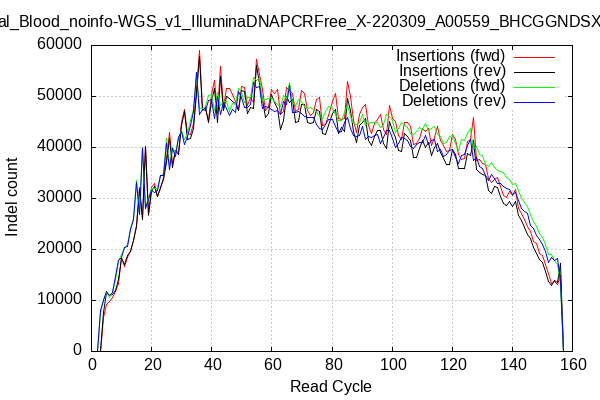 al_Blood_noinfo-WGS_v1_IlluminaDNAPCRFree_X-220309_A00559_BHCGGNDSX
60000
50000
40000
30000
20000
10000
0
Indel count
Insertions (fwd)
Insertions (rev)
Deletions (fwd)
Deletions (rev)
0 20 40 60 80 100 120 140 160
Read Cycle